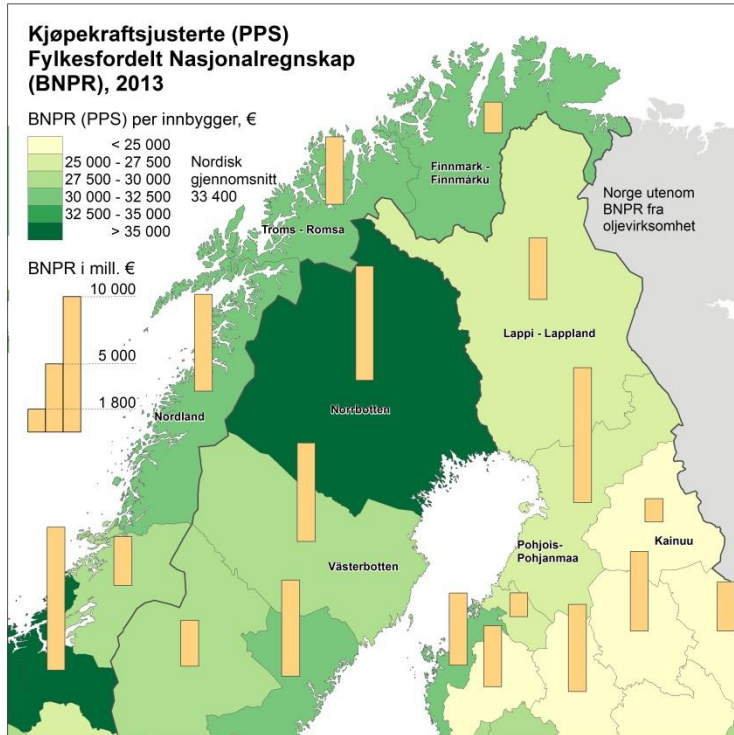 Kjøpekraftsjusterte (PPS)
Fylkesfordelt Nasjonalregnskap
(BNPR), 2013
BNPR (PPS) per innbygger, €
< 25 000
25 000 - 27 500
27 500 - 30 000
30 000 - 32 500
32 500 - 35 000
> 35 000
Nordisk
gjennomsnitt
33 400
BNPR i mill. €
10 000
5 000
1 800
Finnmark -
Finnmárku
Troms - Romsa
Norge utenom
BNPR fra
oljevirksomhet
Lappi - Lappland
Nordland
Norrbotten
Västerbotten
Pohjois-
Pohjanmaa
Kainuu